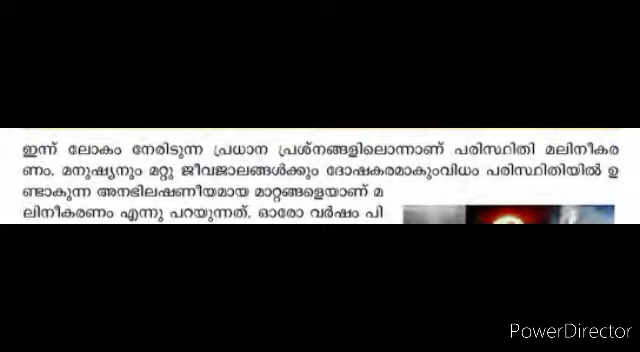 ഇന്ന് ലോകം നേരിടുന്ന പ്രധാന പ്രശ്നങ്ങളിലൊന്നാണ് പരിസ്ഥിതി മലിനീകര
ണം. മനുഷ്യനും മറ്റു ജീവജാലങ്ങൾക്കും ദോഷകരമാകുംവിധം പരിസ്ഥിതിയിൽ ഉ
ണ്ടാകുന്ന അനഭിലഷണീയമായ മാറ്റങ്ങളെയാണ് മ
ലിനീകരണം എന്നു പറയുന്നത്. ഓരോ വർഷം പി
PowerDirector